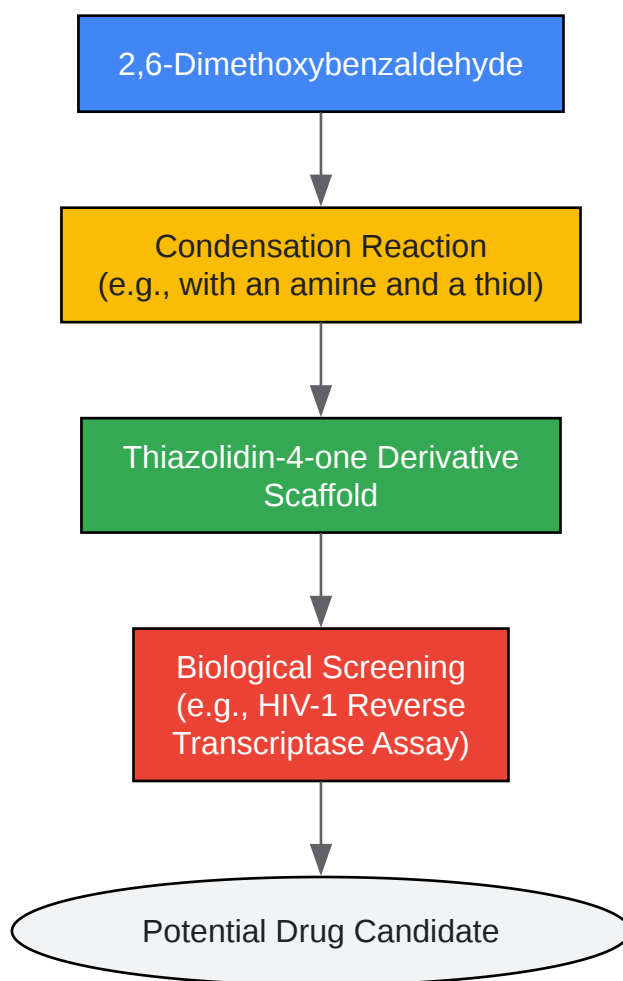 2,6-Dimethoxybenzaldehyde
Condensation Reaction
(e.g., with an amine and a thiol)
Thiazolidin-4-one Derivative
Scaffold
Biological Screening
(e.g., HIV-1 Reverse
Transcriptase Assay)
Potential Drug Candidate